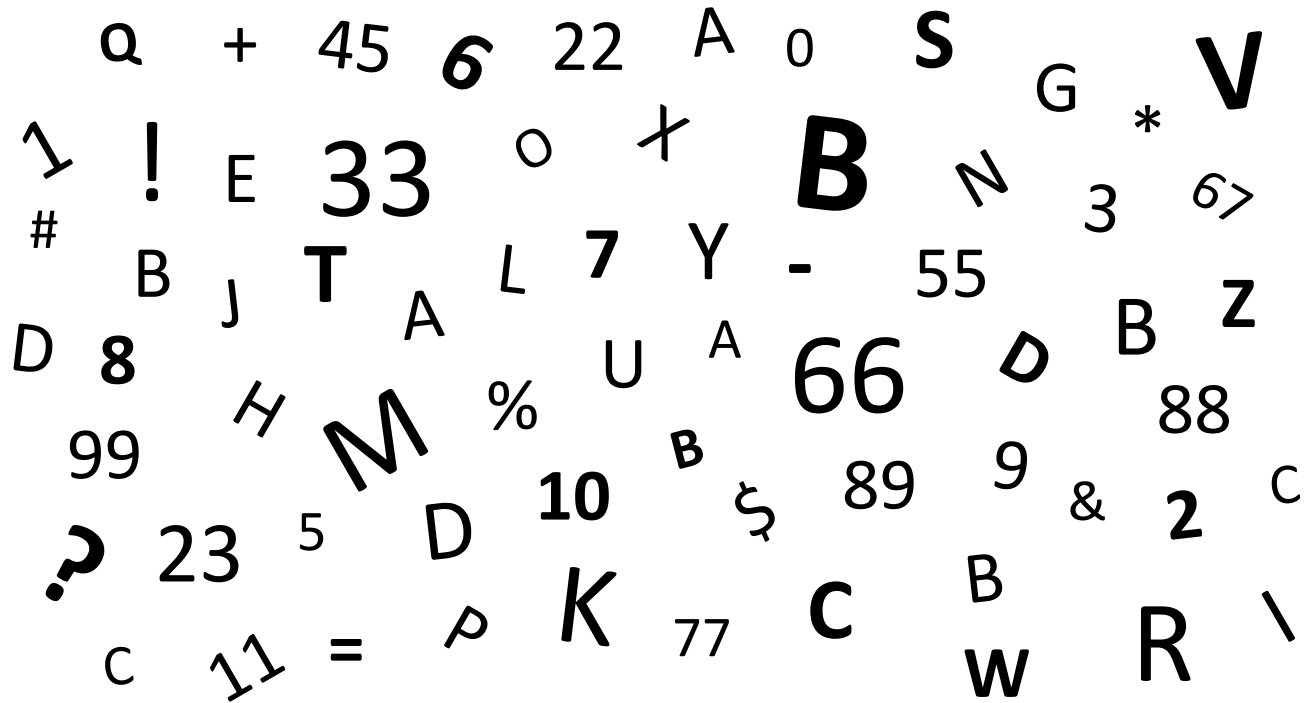 Q + 45 6 22 A 0 S G * V
1 ! E 33 O X B N 3 67
# B J T A L 7 Y - 55 B Z
D 8 H M % U A 66 D 88
99 5 D 10 B $ 89 9 & 2 C
? 23 P K 77 C B R \
C 11 = W